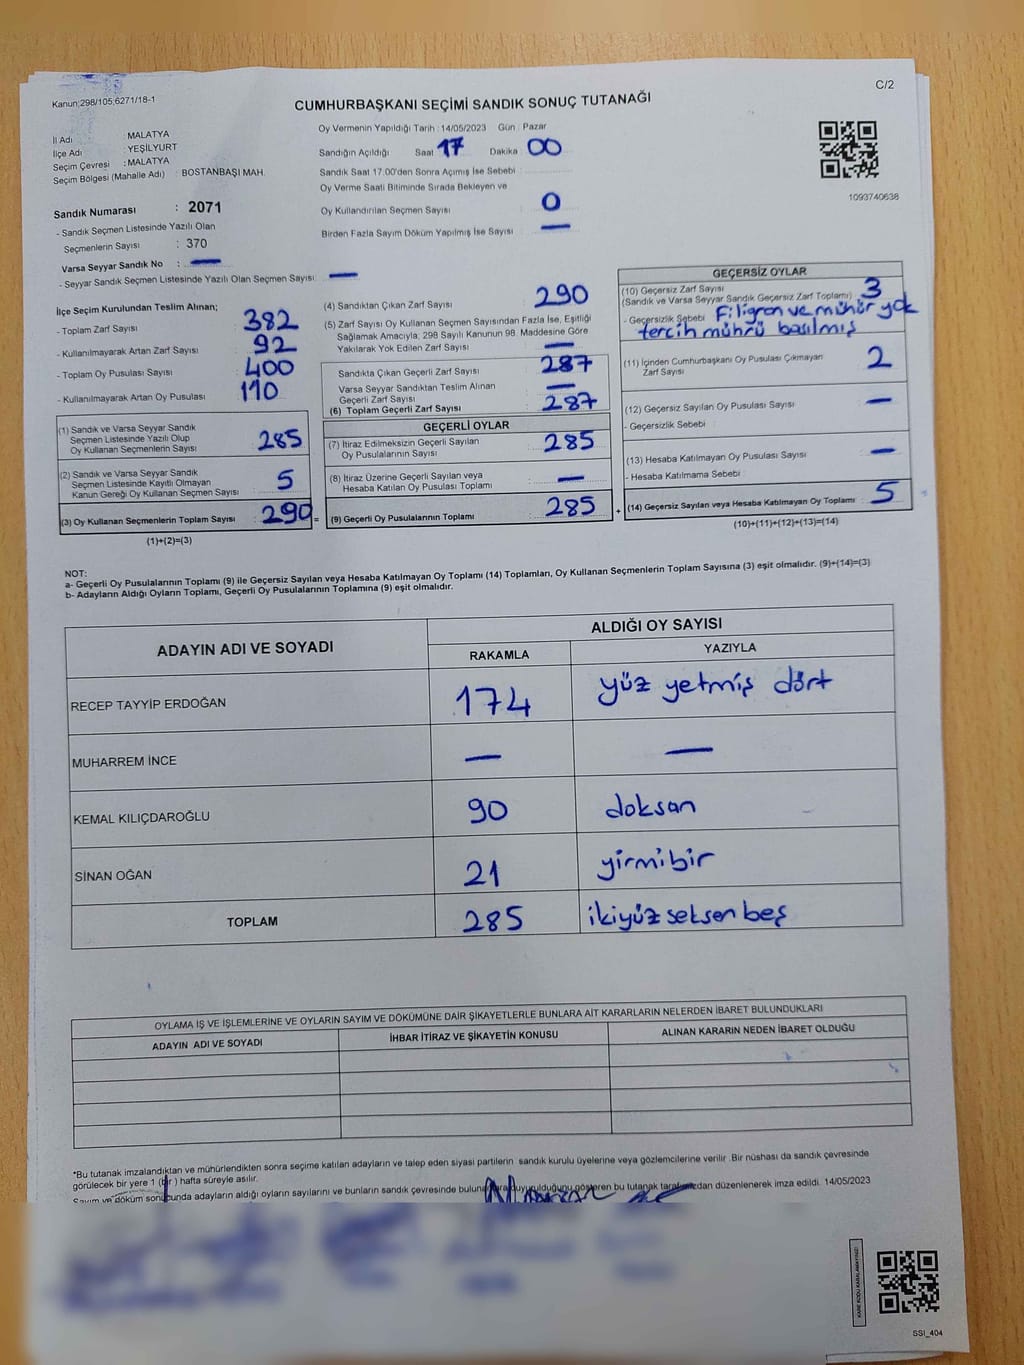 Kanun:298/105,6271/18-1
C/2
CUMHURBAŞKANI SEÇİMİ SANDIK SONUÇ TUTANAĞI
İl Adı : MALATYA
İlçe Adı : YEŞİLYURT
Seçim Çevresi : MALATYA
Seçim Bölgesi (Mahalle Adı) : BOSTANBAŞI MAH.
Oy Vermenin Yapıldığı Tarih : 14/05/2023 Gün : Pazar
Sandığın Açıldığı Saat 17 Dakika 00
Sandık Saat 17.00'den Sonra Açımış İse Sebebi :
Oy Verme Saati Bitiminde Sırada Bekleyen ve
Oy Kullandırılan Seçmen Sayısı : 0
Birden Fazla Sayım Döküm Yapılmış İse Sayısı : —
1093740638
Sandık Numarası : 2071
- Sandık Seçmen Listesinde Yazılı Olan
Seçmenlerin Sayısı : 370
Varsa Seyyar Sandık No : —
- Seyyar Sandık Seçmen Listesinde Yazılı Olan Seçmen Sayısı: —
İlçe Seçim Kurulundan Teslim Alınan;
- Toplam Zarf Sayısı : 382
- Kullanılmayarak Artan Zarf Sayısı : 92
- Toplam Oy Pusulası Sayısı : 400
- Kullanılmayarak Artan Oy Pusulası : 110
(1) Sandık ve Varsa Seyyar Sandık
Seçmen Listesinde Yazılı Olup
Oy Kullanan Seçmenlerin Sayısı : 285
(2) Sandık ve Varsa Seyyar Sandık
Seçmen Listesinde Kayıtlı Olmayan
Kanun Gereği Oy Kullanan Seçmen Sayısı : 5
(3) Oy Kullanan Seçmenlerin Toplam Sayısı : 290 =
(1)+(2)=(3)
(4) Sandıktan Çıkan Zarf Sayısı : 290
(5) Zarf Sayısı Oy Kullanan Seçmen Sayısından Fazla İse, Eşitliği
Sağlamak Amacıyla, 298 Sayılı Kanunun 98. Maddesine Göre
Yakılarak Yok Edilen Zarf Sayısı : —
Sandıkta Çıkan Geçerli Zarf Sayısı : 287
Varsa Seyyar Sandıktan Teslim Alınan
Geçerli Zarf Sayısı : —
(6) Toplam Geçerli Zarf Sayısı : 287
GEÇERLİ OYLAR
(7) İtiraz Edilmeksizin Geçerli Sayılan
Oy Pusulalarının Sayısı : 285
(8) İtiraz Üzerine Geçerli Sayılan veya
Hesaba Katılan Oy Pusulası Toplamı : —
(9) Geçerli Oy Pusulalarının Toplamı : 285 +
GEÇERSİZ OYLAR
(10) Geçersiz Zarf Sayısı
(Sandık ve Varsa Seyyar Sandık Geçersiz Zarf Toplamı) : 3
- Geçersizlik Sebebi : Filigran ve mühür yok
tercih mührü basılmış
(11) İçinden Cumhurbaşkanı Oy Pusulası Çıkmayan
Zarf Sayısı : 2
(12) Geçersiz Sayılan Oy Pusulası Sayısı : —
- Geçersizlik Sebebi :
(13) Hesaba Katılmayan Oy Pusulası Sayısı : —
- Hesaba Katılmama Sebebi :
(14) Geçersiz Sayılan veya Hesaba Katılmayan Oy Toplamı : 5
(10)+(11)+(12)+(13)=(14)
NOT:
a- Geçerli Oy Pusulalarının Toplamı (9) ile Geçersiz Sayılan veya Hesaba Katılmayan Oy Toplamı (14) Toplamları, Oy Kullanan Seçmenlerin Toplam Sayısına (3) eşit olmalıdır. (9)+(14)=(3)
b- Adayların Aldığı Oyların Toplamı, Geçerli Oy Pusulalarının Toplamına (9) eşit olmalıdır.
ADAYIN ADI VE SOYADI
ALDIĞI OY SAYISI
RAKAMLA YAZIYLA
RECEP TAYYİP ERDOĞAN 174 yüz yetmiş dört
MUHARREM İNCE — —
KEMAL KILIÇDAROĞLU 90 doksan
SİNAN OĞAN 21 yirmibir
TOPLAM 285 ikiyüz seksen beş
OYLAMA İŞ VE İŞLEMLERİNE VE OYLARIN SAYIM VE DÖKÜMÜNE DAİR ŞİKAYETLERLE BUNLARA AİT KARARLARIN NELERDEN İBARET BULUNDUKLARI
ADAYIN ADI VE SOYADI İHBAR İTİRAZ VE ŞİKAYETİN KONUSU ALINAN KARARIN NEDEN İBARET OLDUĞU
*Bu tutanak imzalandıktan ve mühürlendikten sonra seçime katılan adayların ve talep eden siyasi partilerin sandık kurulu üyelerine veya gözlemcilerine verilir .Bir nüshası da sandık çevresinde
görülecek bir yere 1 (bir ) hafta süreyle asılır.
Sayım ve döküm sonucunda adayların aldığı oyların sayılarını ve bunların sandık çevresinde duyurulduğunu gösteren bu tutanak tarafımızdan düzenlenerek imza edildi. 14/05/2023
SSI_404